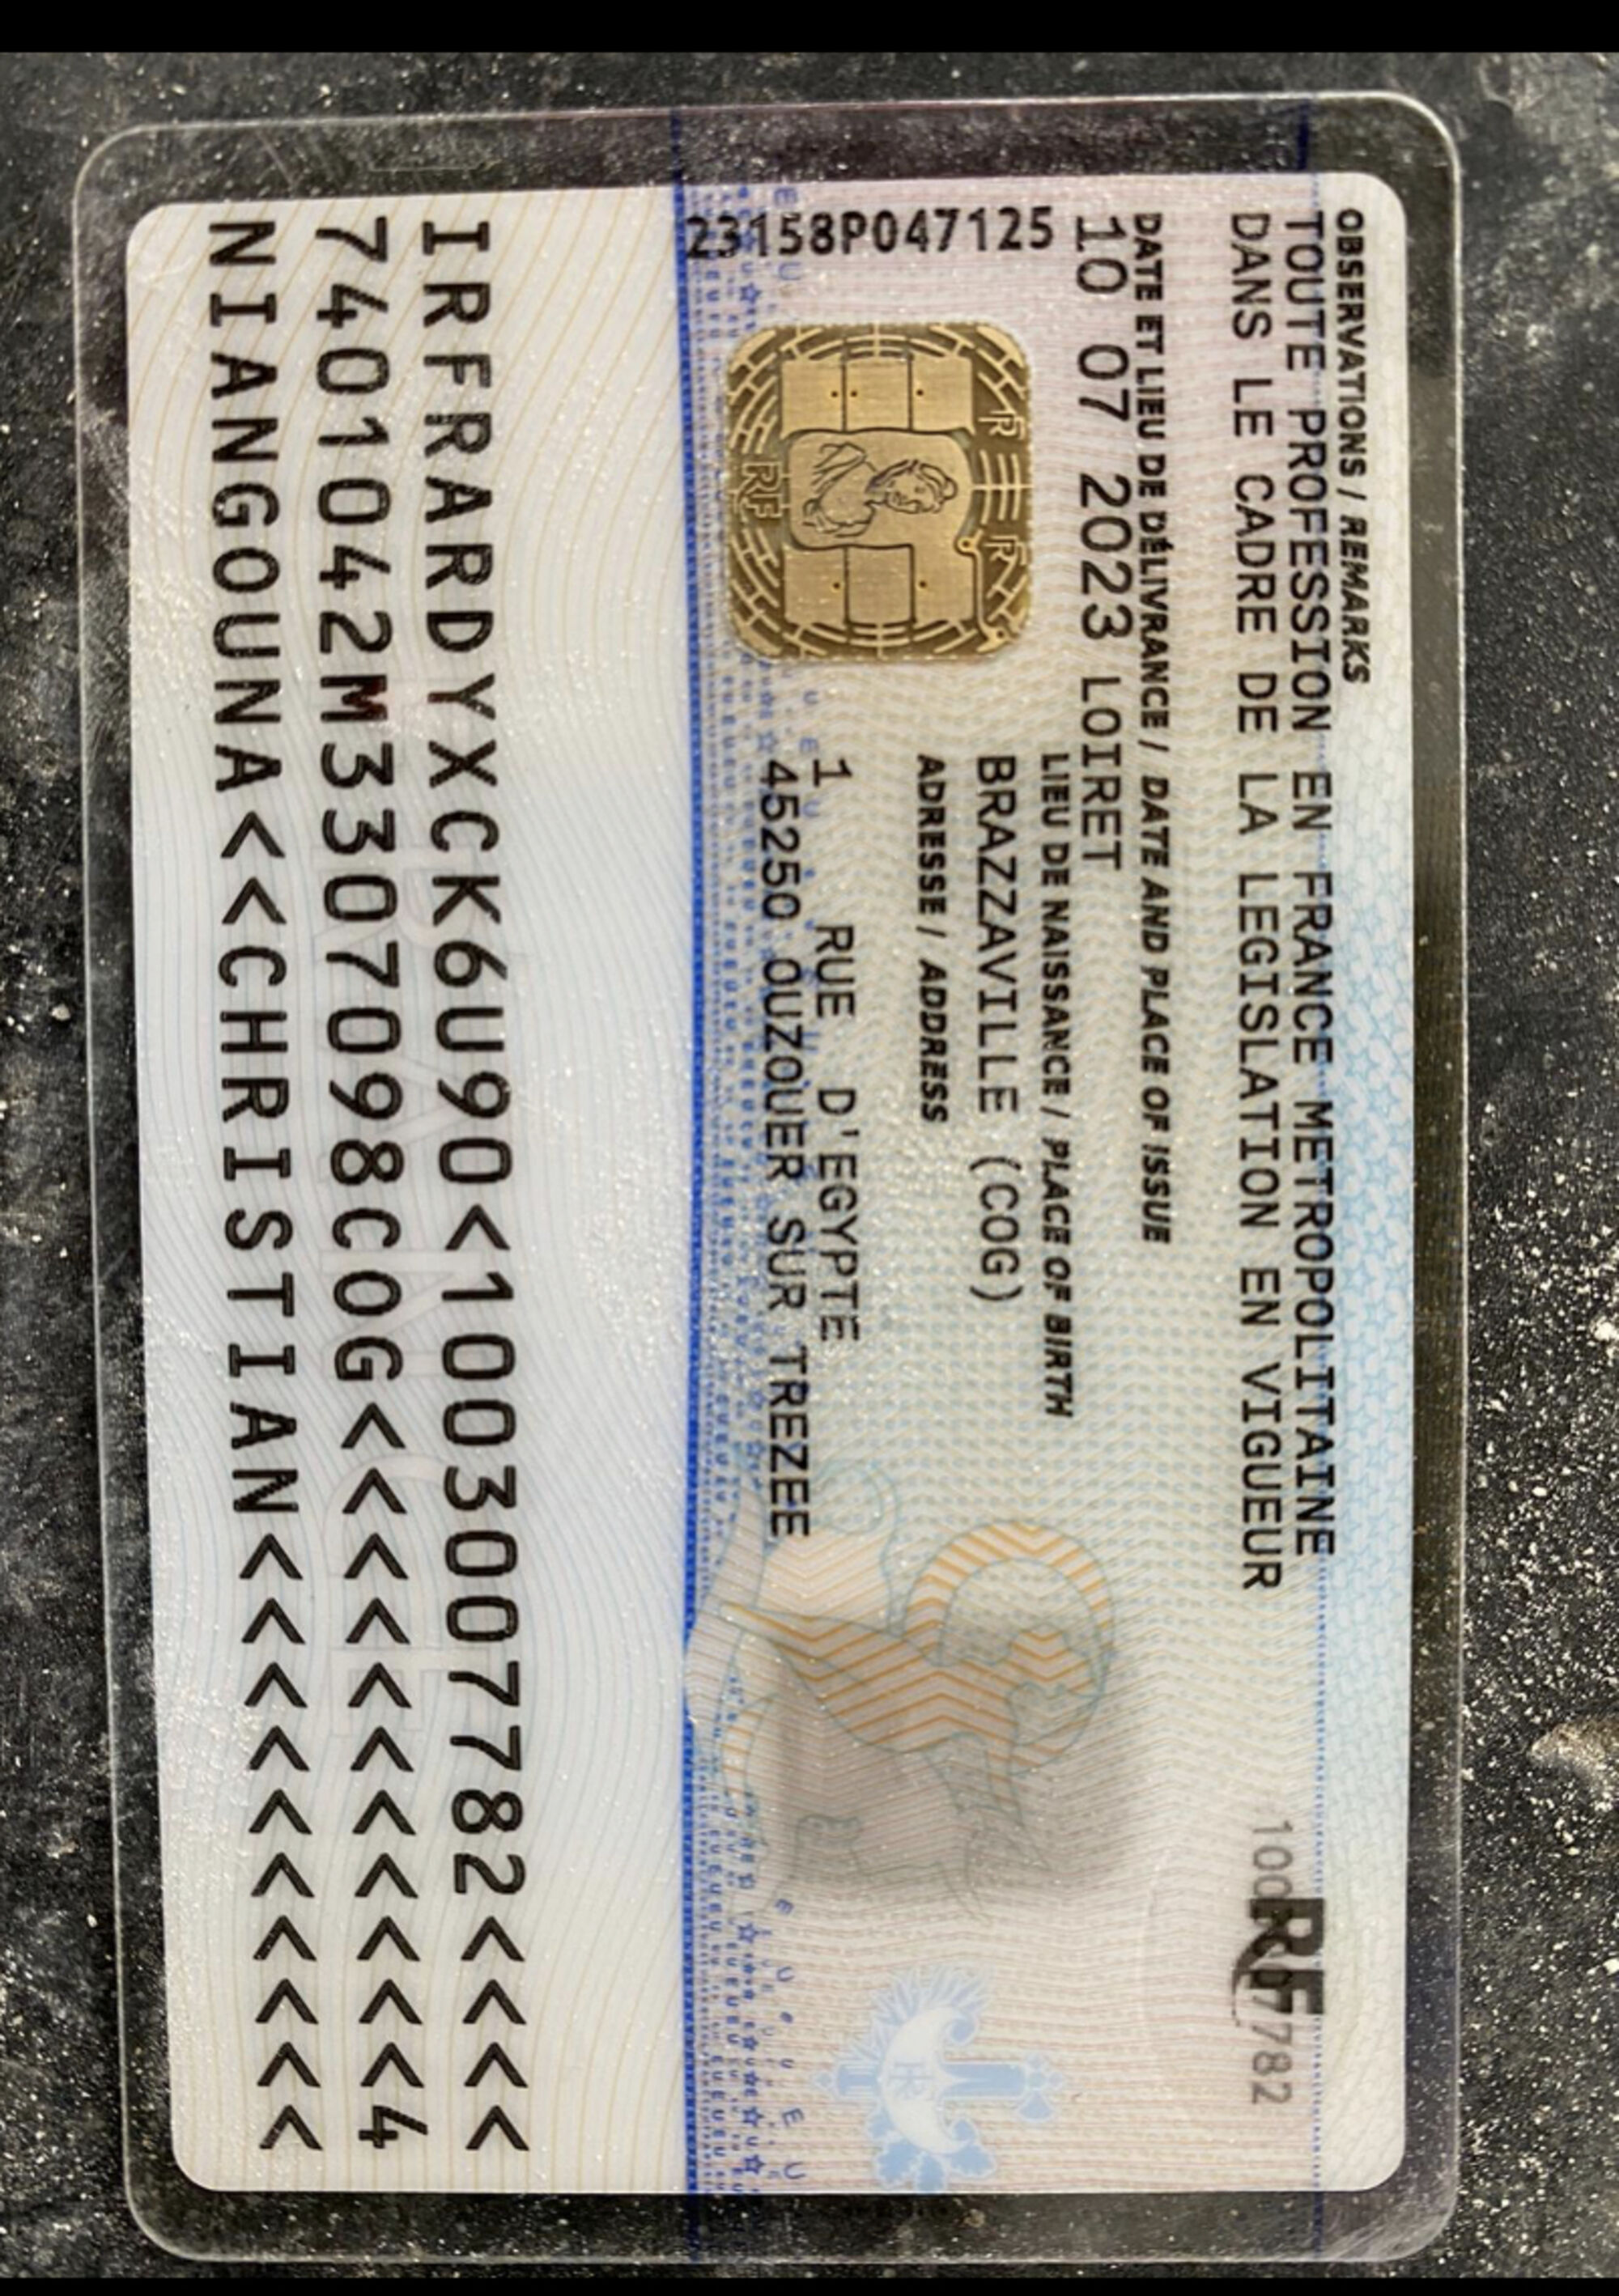 OBSERVATIONS / REMARKS
TOUTE PROFESSION EN FRANCE METROPOLITAINE
DANS LE CADRE DE LA LEGISLATION EN VIGUEUR
RF
DATE ET LIEU DE DÉLIVRANCE / DATE AND PLACE OF ISSUE
10 07 2023 LOIRET
LIEU DE NAISSANCE / PLACE OF BIRTH
BRAZZAVILLE (COG)
ADRESSE / ADDRESS
1 RUE D'EGYPTE
45250 OUZOUER SUR TREZEE
23158P047125
IRFRARDYXCK6U90<1003007782<<<<
7401042M3307098COG<<<<<<<<<<<4
NIANGOUNA<<CHRISTIAN<<<<<<<<<<